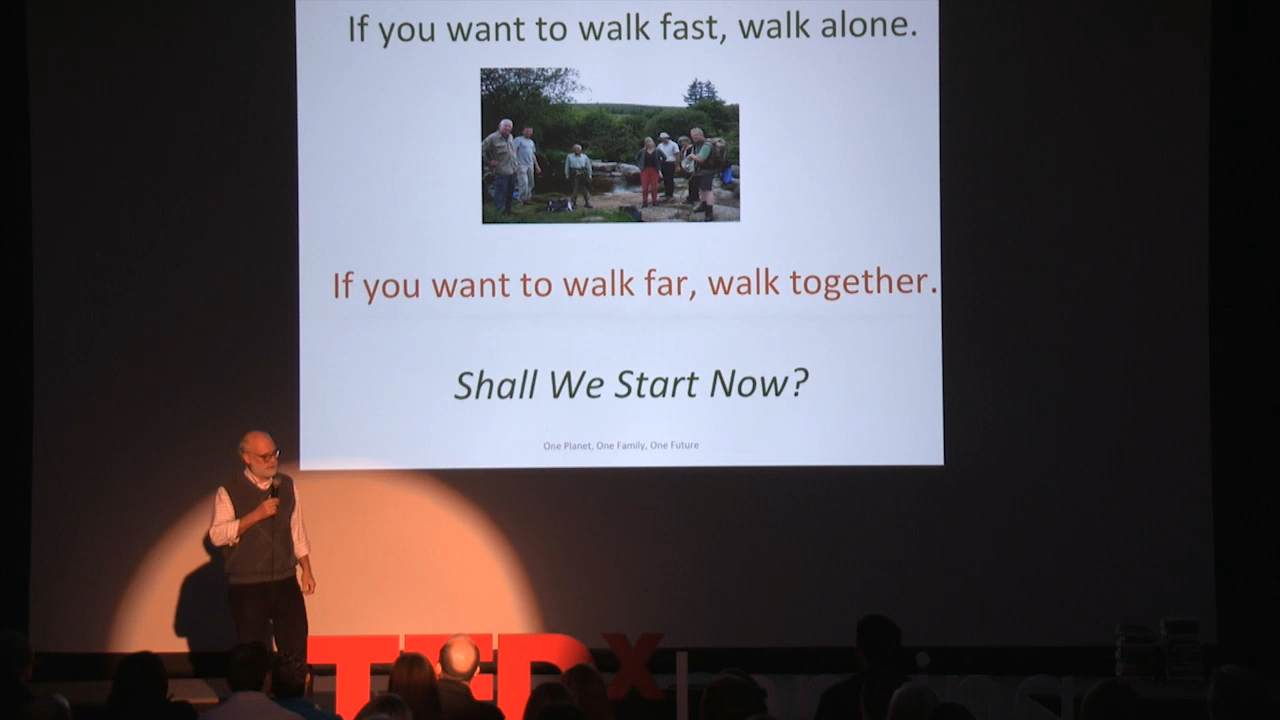 If you want to walk fast, walk alone.
If you want to walk far, walk together.
Shall We Start Now?
One Planet, One Family, One Future
TEDx